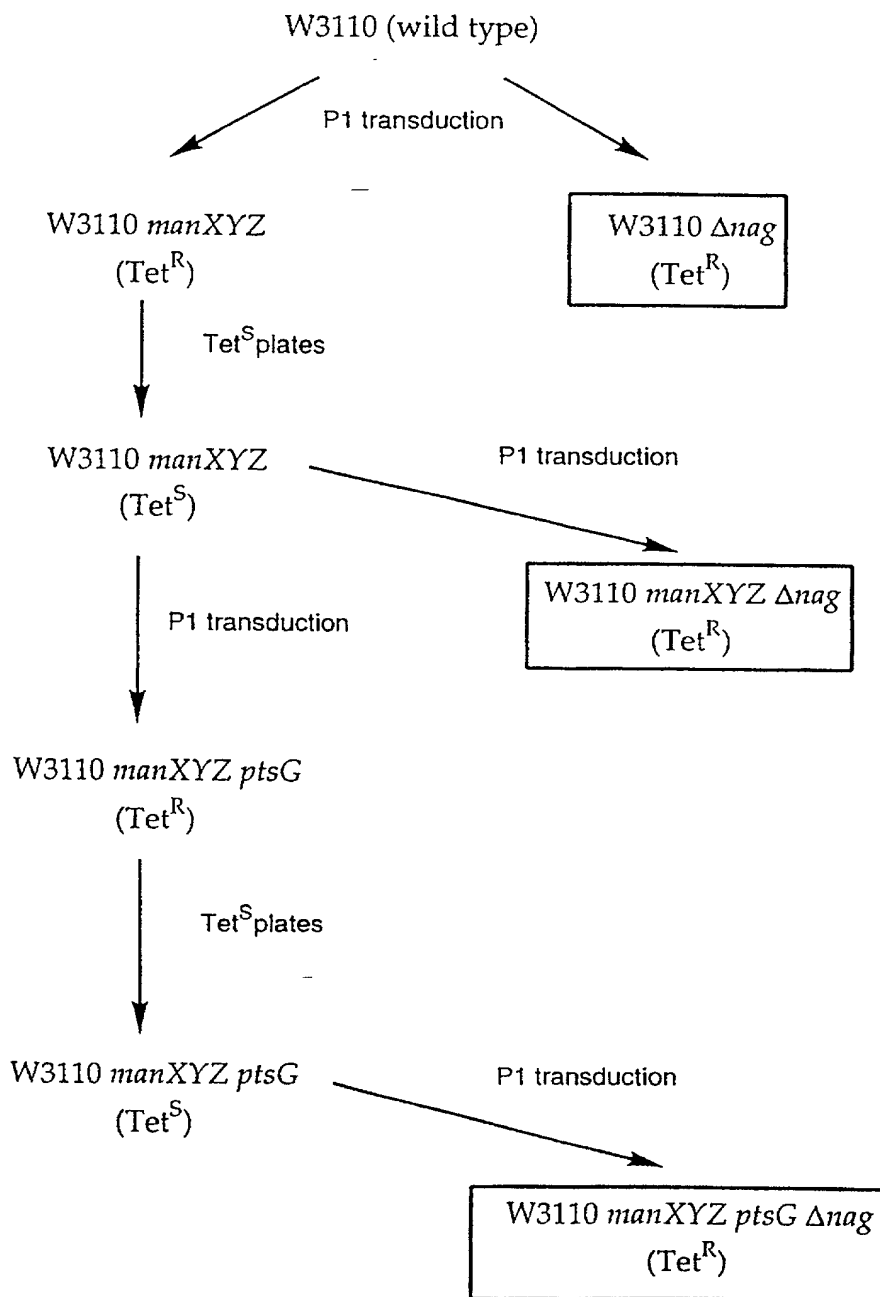 W3110 (wild type)
P1 transduction
W3110 manXYZ
(Tet^R)
W3110 Δnag
(Tet^R)
Tet^S plates
W3110 manXYZ
(Tet^S)
P1 transduction
W3110 manXYZ Δnag
(Tet^R)
P1 transduction
W3110 manXYZ ptsG
(Tet^R)
Tet^S plates
W3110 manXYZ ptsG
(Tet^S)
P1 transduction
W3110 manXYZ ptsG Δnag
(Tet^R)